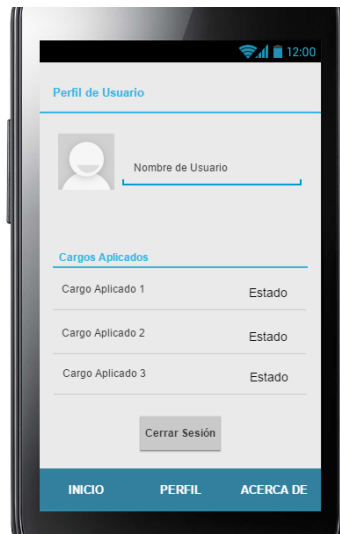 12:00
Perfil de Usuario
Nombre de Usuario
Cargos Aplicados
Cargo Aplicado 1 Estado
Cargo Aplicado 2 Estado
Cargo Aplicado 3 Estado
Cerrar Sesión
INICIO PERFIL ACERCA DE